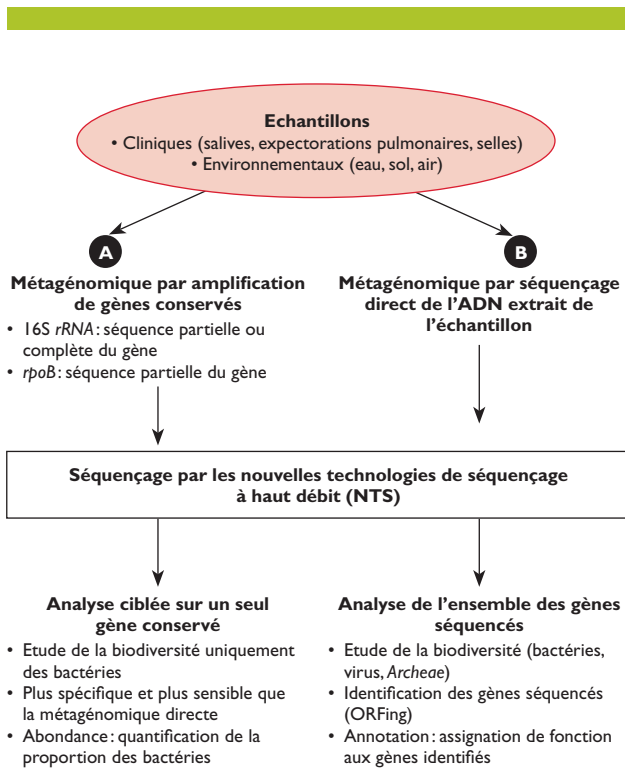 Echantillons
• Cliniques (salives, expectorations pulmonaires, selles)
• Environnementaux (eau, sol, air)
A
Métagénomique par amplification
de gènes conservés
• 16S rRNA : séquence partielle ou
complète du gène
• rpoB : séquence partielle du gène
B
Métagénomique par séquençage
direct de l'ADN extrait de
l'échantillon
Séquençage par les nouvelles technologies de séquençage
à haut débit (NTS)
Analyse ciblée sur un seul
gène conservé
• Etude de la biodiversité uniquement
des bactéries
• Plus spécifique et plus sensible que
la métagénomique directe
• Abondance : quantification de la
proportion des bactéries
Analyse de l'ensemble des gènes
séquencés
• Etude de la biodiversité (bactéries,
virus, Archeae)
• Identification des gènes séquencés
(ORFing)
• Annotation : assignation de fonction
aux gènes identifiés